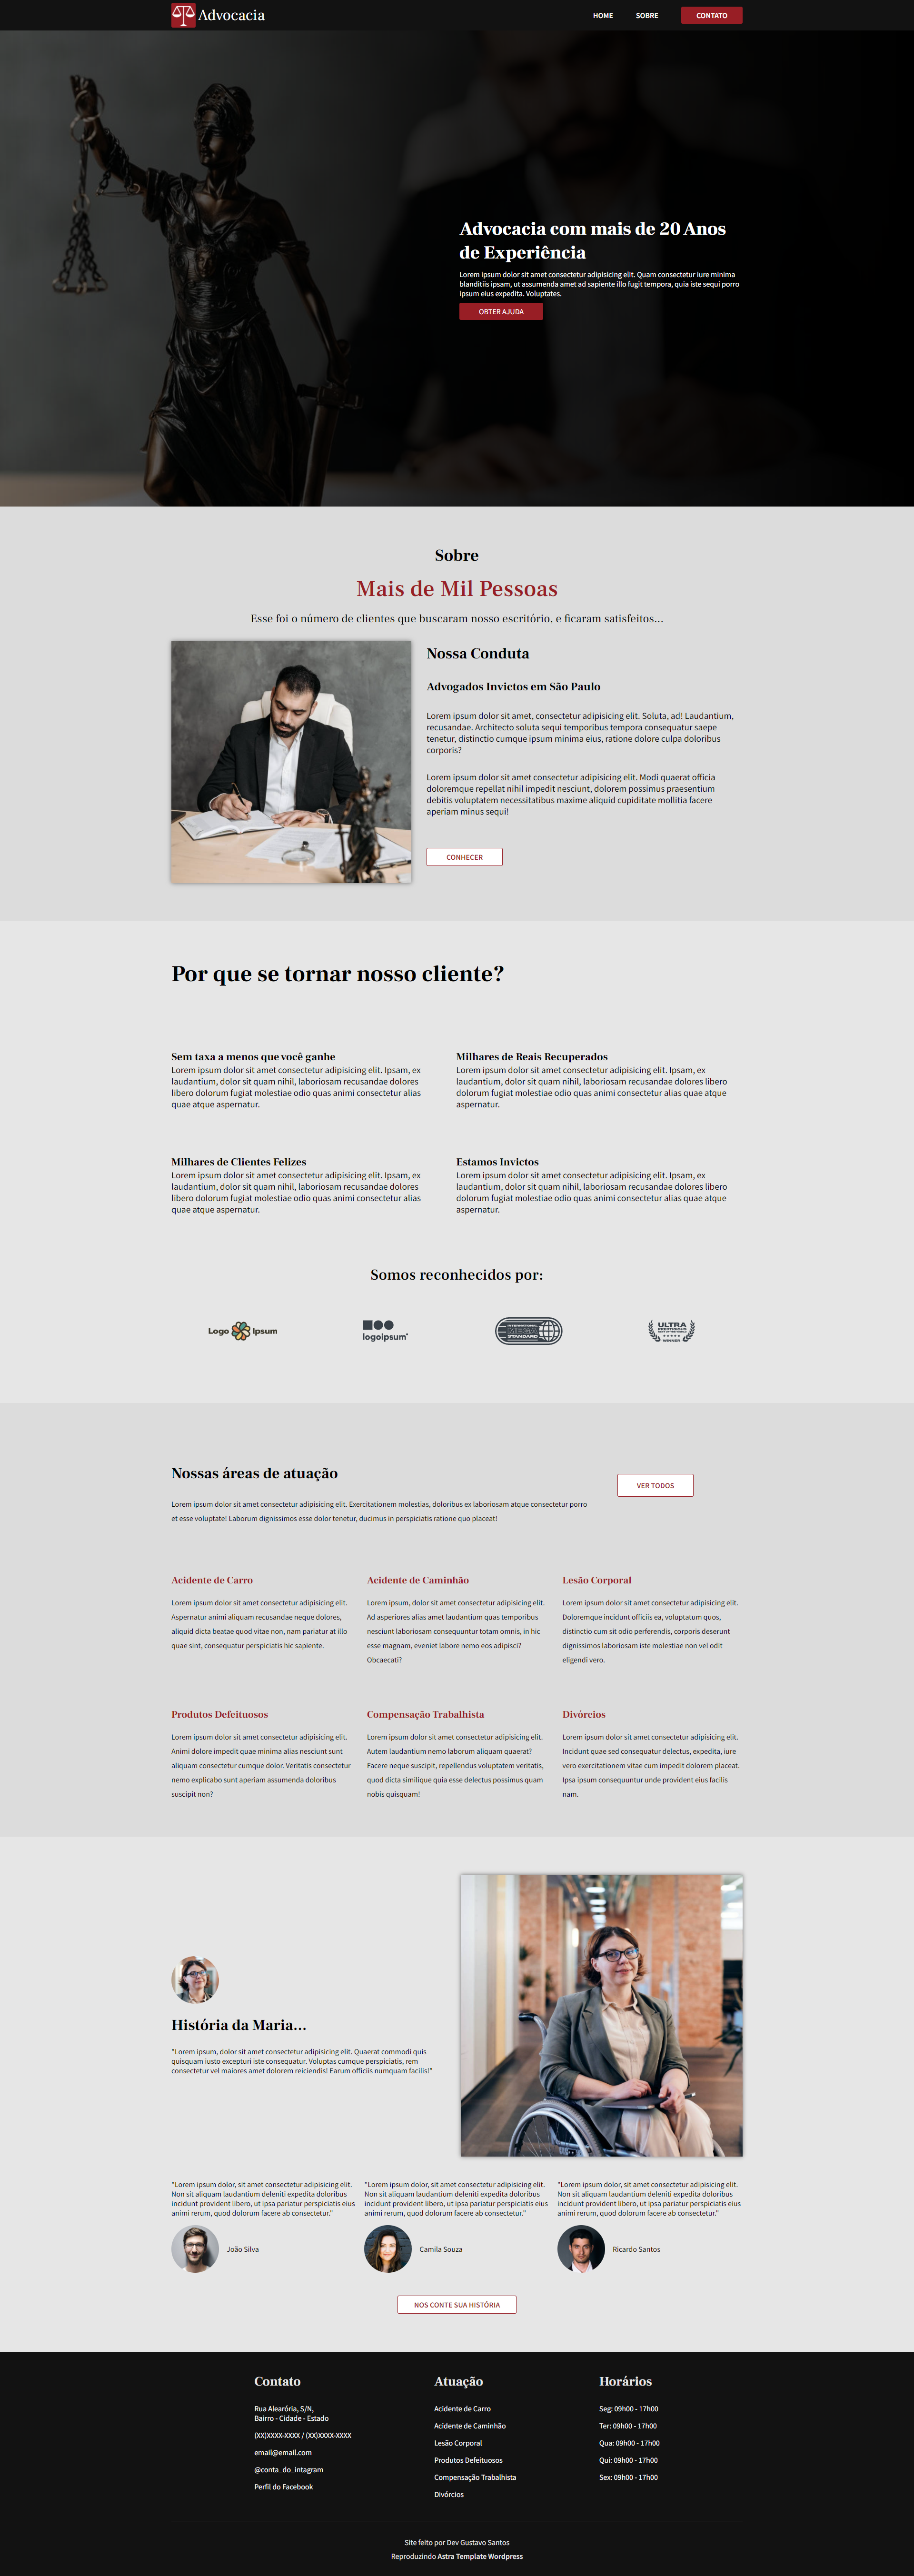 Advocacia
HOME
SOBRE
CONTATO
Advocacia com mais de 20 Anos
de Experiência
Lorem ipsum dolor sit amet consectetur adipisicing elit. Quam consectetur iure minima
blanditiis ipsam, ut assumenda amet ad sapiente illo fugit tempora, quia iste sequi porro
ipsum eius expedita. Voluptates.
OBTER AJUDA
Sobre
Mais de Mil Pessoas
Esse foi o número de clientes que buscaram nosso escritório, e ficaram satisfeitos...
Nossa Conduta
Advogados Invictos em São Paulo
Lorem ipsum dolor sit amet, consectetur adipisicing elit. Soluta, ad! Laudantium,
recusandae. Architecto soluta sequi temporibus tempora consequatur saepe
tenetur, distinctio cumque ipsum minima eius, ratione dolore culpa doloribus
corporis?
Lorem ipsum dolor sit amet consectetur adipisicing elit. Modi quaerat officia
doloremque repellat nihil impedit nesciunt, dolorem possimus praesentium
debitis voluptatem necessitatibus maxime aliquid cupiditate mollitia facere
aperiam minus sequi!
CONHECER
Por que se tornar nosso cliente?
Sem taxa a menos que você ganhe
Lorem ipsum dolor sit amet consectetur adipisicing elit. Ipsam, ex
laudantium, dolor sit quam nihil, laboriosam recusandae dolores
libero dolorum fugiat molestiae odio quas animi consectetur alias
quae atque aspernatur.
Milhares de Reais Recuperados
Lorem ipsum dolor sit amet consectetur adipisicing elit. Ipsam, ex
laudantium, dolor sit quam nihil, laboriosam recusandae dolores libero
dolorum fugiat molestiae odio quas animi consectetur alias quae atque
aspernatur.
Milhares de Clientes Felizes
Lorem ipsum dolor sit amet consectetur adipisicing elit. Ipsam, ex
laudantium, dolor sit quam nihil, laboriosam recusandae dolores
libero dolorum fugiat molestiae odio quas animi consectetur alias
quae atque aspernatur.
Estamos Invictos
Lorem ipsum dolor sit amet consectetur adipisicing elit. Ipsam, ex
laudantium, dolor sit quam nihil, laboriosam recusandae dolores libero
dolorum fugiat molestiae odio quas animi consectetur alias quae atque
aspernatur.
Somos reconhecidos por:
Logo Ipsum
logoipsum
INTERNATIONAL
STANDARD
ULTRA
PRESTIGIOUS
WINNER
Nossas áreas de atuação
Lorem ipsum dolor sit amet consectetur adipisicing elit. Exercitationem molestias, doloribus ex laboriosam atque consectetur porro
et esse voluptate! Laborum dignissimos esse dolor tenetur, ducimus in perspiciatis ratione quo placeat!
VER TODOS
Acidente de Carro
Lorem ipsum dolor sit amet consectetur adipisicing elit.
Aspernatur animi aliquam recusandae neque dolores,
aliquid dicta beatae quod vitae non, nam pariatur at illo
quae sint, consequatur perspiciatis hic sapiente.
Acidente de Caminhão
Lorem ipsum, dolor sit amet consectetur adipisicing elit.
Ad asperiores alias amet laudantium quas temporibus
nesciunt laboriosam consequuntur totam omnis, in hic
esse magnam, eveniet labore nemo eos adipisci?
Obcaecati?
Lesão Corporal
Lorem ipsum dolor sit amet consectetur adipisicing elit.
Doloremque incidunt officiis ea, voluptatum quos,
distinctio cum sit odio perferendis, corporis deserunt
dignissimos laboriosam iste molestiae non vel odit
eligendi vero.
Produtos Defeituosos
Lorem ipsum dolor sit amet consectetur adipisicing elit.
Animi dolore impedit quae minima alias nesciunt sunt
aliquam consectetur cumque dolor. Veritatis consectetur
nemo explicabo sunt aperiam assumenda doloribus
suscipit non?
Compensação Trabalhista
Lorem ipsum dolor sit amet consectetur adipisicing elit.
Autem laudantium nemo laborum aliquam quaerat?
Facere neque suscipit, repellendus voluptatem veritatis,
quod dicta similique quia esse delectus possimus quam
nobis quisquam!
Divórcios
Lorem ipsum dolor sit amet consectetur adipisicing elit.
Incidunt quae sed consequatur delectus, expedita, iure
vero exercitationem vitae cum impedit dolorem placeat.
Ipsa ipsum consequuntur unde provident eius facilis
nam.
História da Maria...
"Lorem ipsum, dolor sit amet consectetur adipisicing elit. Quaerat commodi quis
quisquam iusto excepturi iste consequatur. Voluptas cumque perspiciatis, rem
consectetur vel maiores amet dolorem reiciendis! Earum officiis numquam facilis!"
"Lorem ipsum dolor, sit amet consectetur adipisicing elit.
Non sit aliquam laudantium deleniti expedita doloribus
incidunt provident libero, ut ipsa pariatur perspiciatis eius
animi rerum, quod dolorum facere ab consectetur."
João Silva
"Lorem ipsum dolor, sit amet consectetur adipisicing elit.
Non sit aliquam laudantium deleniti expedita doloribus
incidunt provident libero, ut ipsa pariatur perspiciatis eius
animi rerum, quod dolorum facere ab consectetur."
Camila Souza
"Lorem ipsum dolor, sit amet consectetur adipisicing elit.
Non sit aliquam laudantium deleniti expedita doloribus
incidunt provident libero, ut ipsa pariatur perspiciatis eius
animi rerum, quod dolorum facere ab consectetur."
Ricardo Santos
NOS CONTE SUA HISTÓRIA
Contato
Rua Alearória, S/N,
Bairro - Cidade - Estado
(XX)XXXX-XXXX / (XX)XXXX-XXXX
email@email.com
@conta_do_intagram
Perfil do Facebook
Atuação
Acidente de Carro
Acidente de Caminhão
Lesão Corporal
Produtos Defeituosos
Compensação Trabalhista
Divórcios
Horários
Seg: 09h00 - 17h00
Ter: 09h00 - 17h00
Qua: 09h00 - 17h00
Qui: 09h00 - 17h00
Sex: 09h00 - 17h00
Site feito por Dev Gustavo Santos
Reproduzindo Astra Template Wordpress